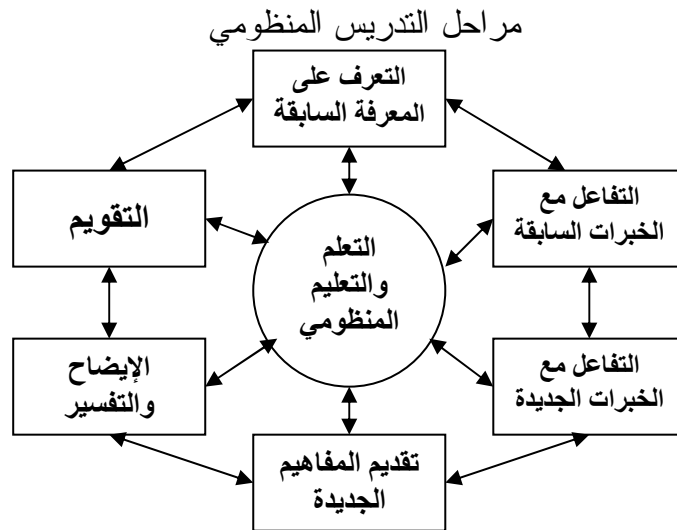 مراحل التدريس المنظومي
التعرف على
المعرفة السابقة
التفاعل مع
الخبرات السابقة
التفاعل مع
الخبرات الجديدة
تقديم المفاهيم
الجديدة
الإيضاح
والتفسير
التقويم
التعلم
والتعليم
المنظومي